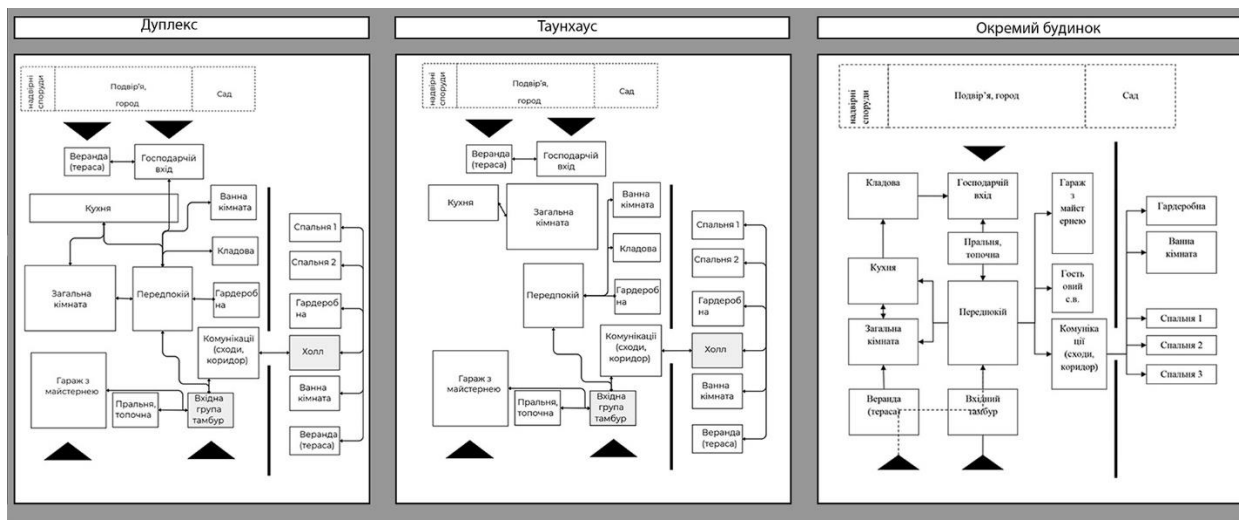 Дуплекс
надвірні
споруди
Подвір'я,
город
Сад
Веранда
(тераса)
Господарчій
вхід
Кухня
Ванна
кімната
Кладова
Загальна
кімната
Передпокій
Гардероб
на
Комунікації
(сходи,
коридор)
Гараж з
майстернею
Пральня,
топочна
Вхідна
група
тамбур
Спальня 1
Спальня 2
Гардероб
на
Холл
Ванна
кімната
Веранда
(тераса)
Таунхаус
надвірні
споруди
Подвір'я,
город
Сад
Веранда
(тераса)
Господарчій
вхід
Кухня
Загальна
кімната
Ванна
кімната
Кладова
Передпокій
Гардероб
на
Комунікації
(сходи,
коридор)
Гараж з
майстернею
Пральня,
топочна
Вхідна
група
тамбур
Спальня 1
Спальня 2
Гардероб
на
Холл
Ванна
кімната
Веранда
(тераса)
Окремий будинок
надвірні
споруди
Подвір'я, город
Сад
Кладова
Господарчій
вхід
Гараж
з
майст
ернею
Пральня,
топочна
Кухня
Гость
овий
с.в.
Передпокій
Загальна
кімната
Комуніка
ції
(сходи,
коридор)
Веранда
(тераса)
Вхідний
тамбур
Гардеробна
Ванна
кімната
Спальня 1
Спальня 2
Спальня 3